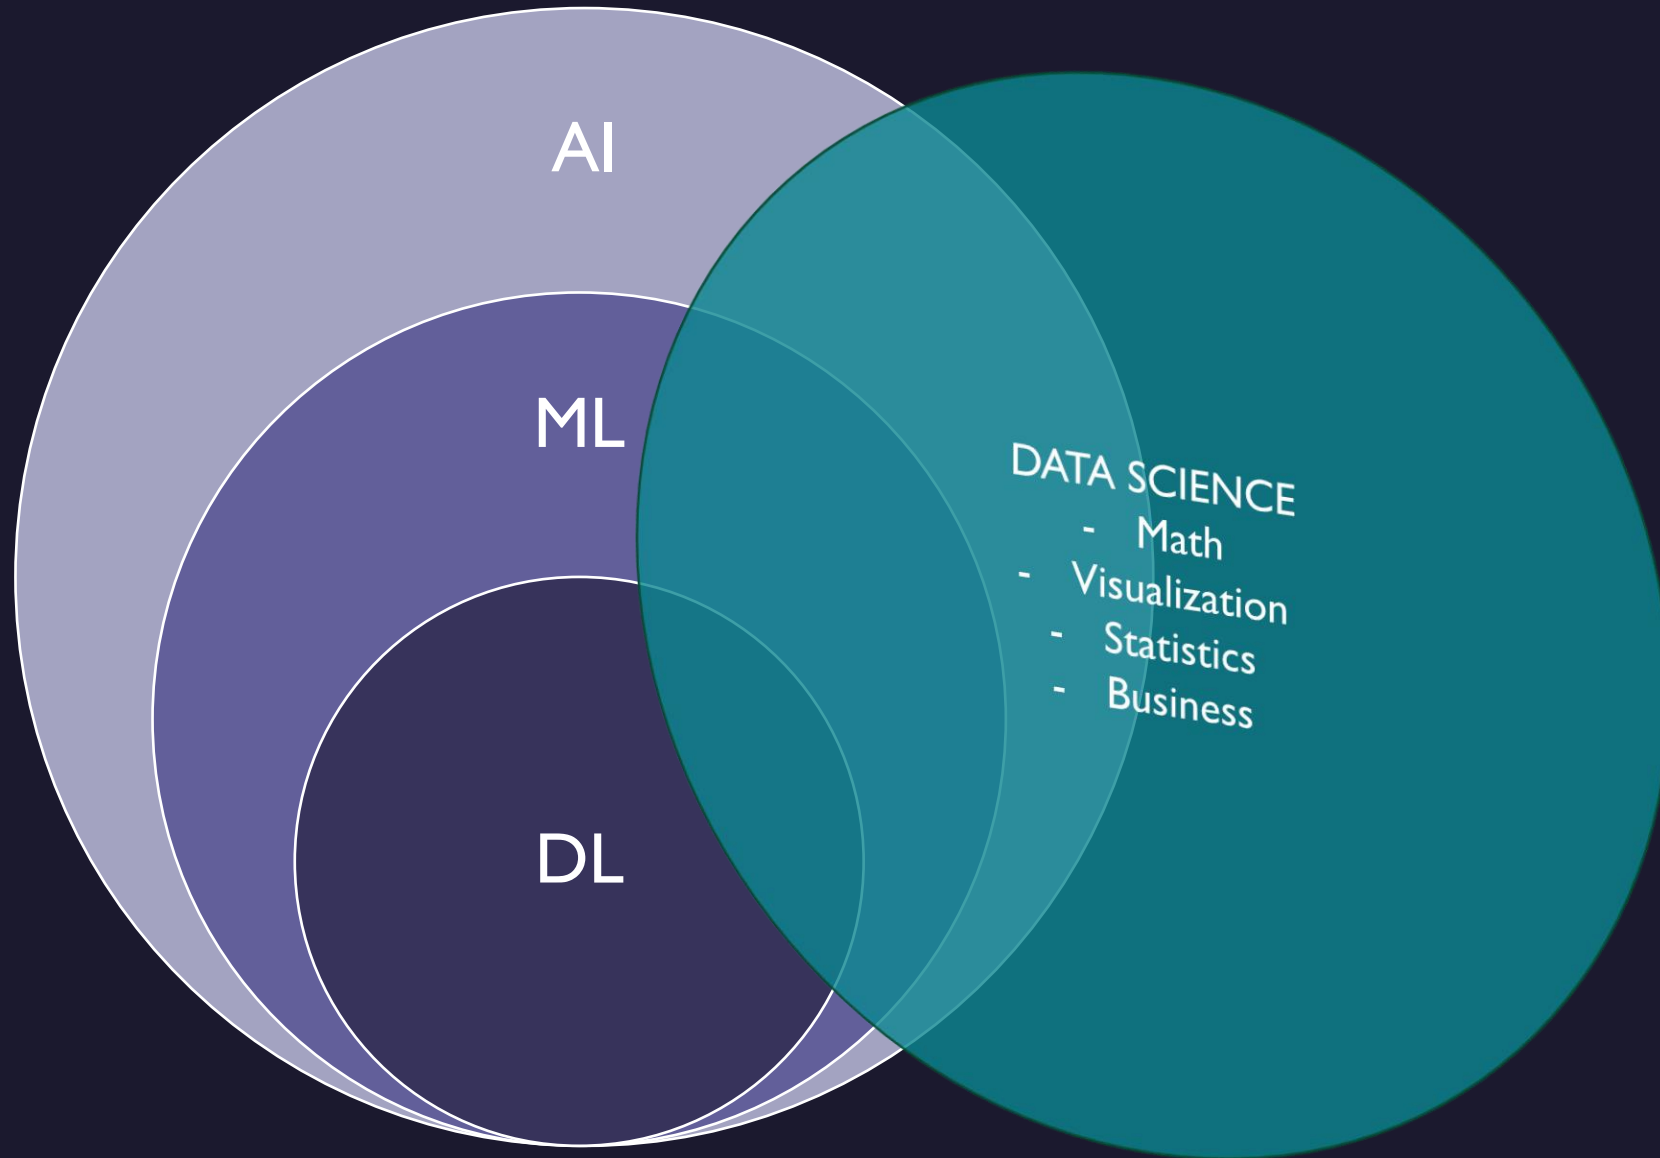 AI
ML
DL
DATA SCIENCE
- Math
- Visualization
- Statistics
- Business